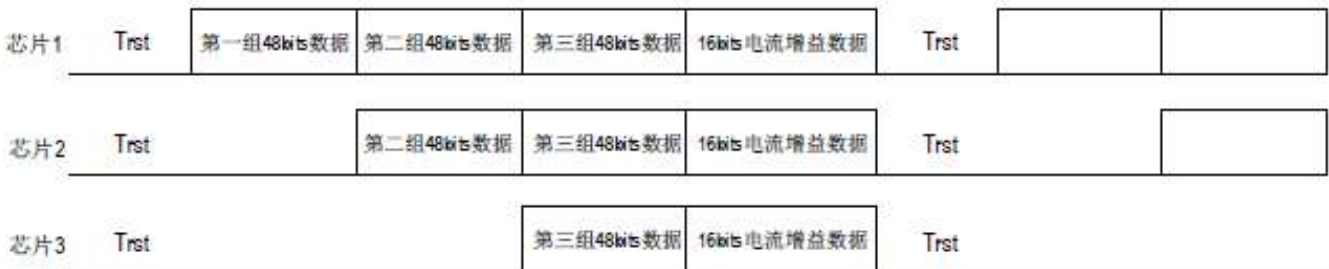 芯片1 Trst 第一组48bits数据 第二组48bits数据 第三组48bits数据 16bits电流增益数据 Trst
芯片2 Trst 第二组48bits数据 第三组48bits数据 16bits电流增益数据 Trst
芯片3 Trst 第三组48bits数据 16bits电流增益数据 Trst